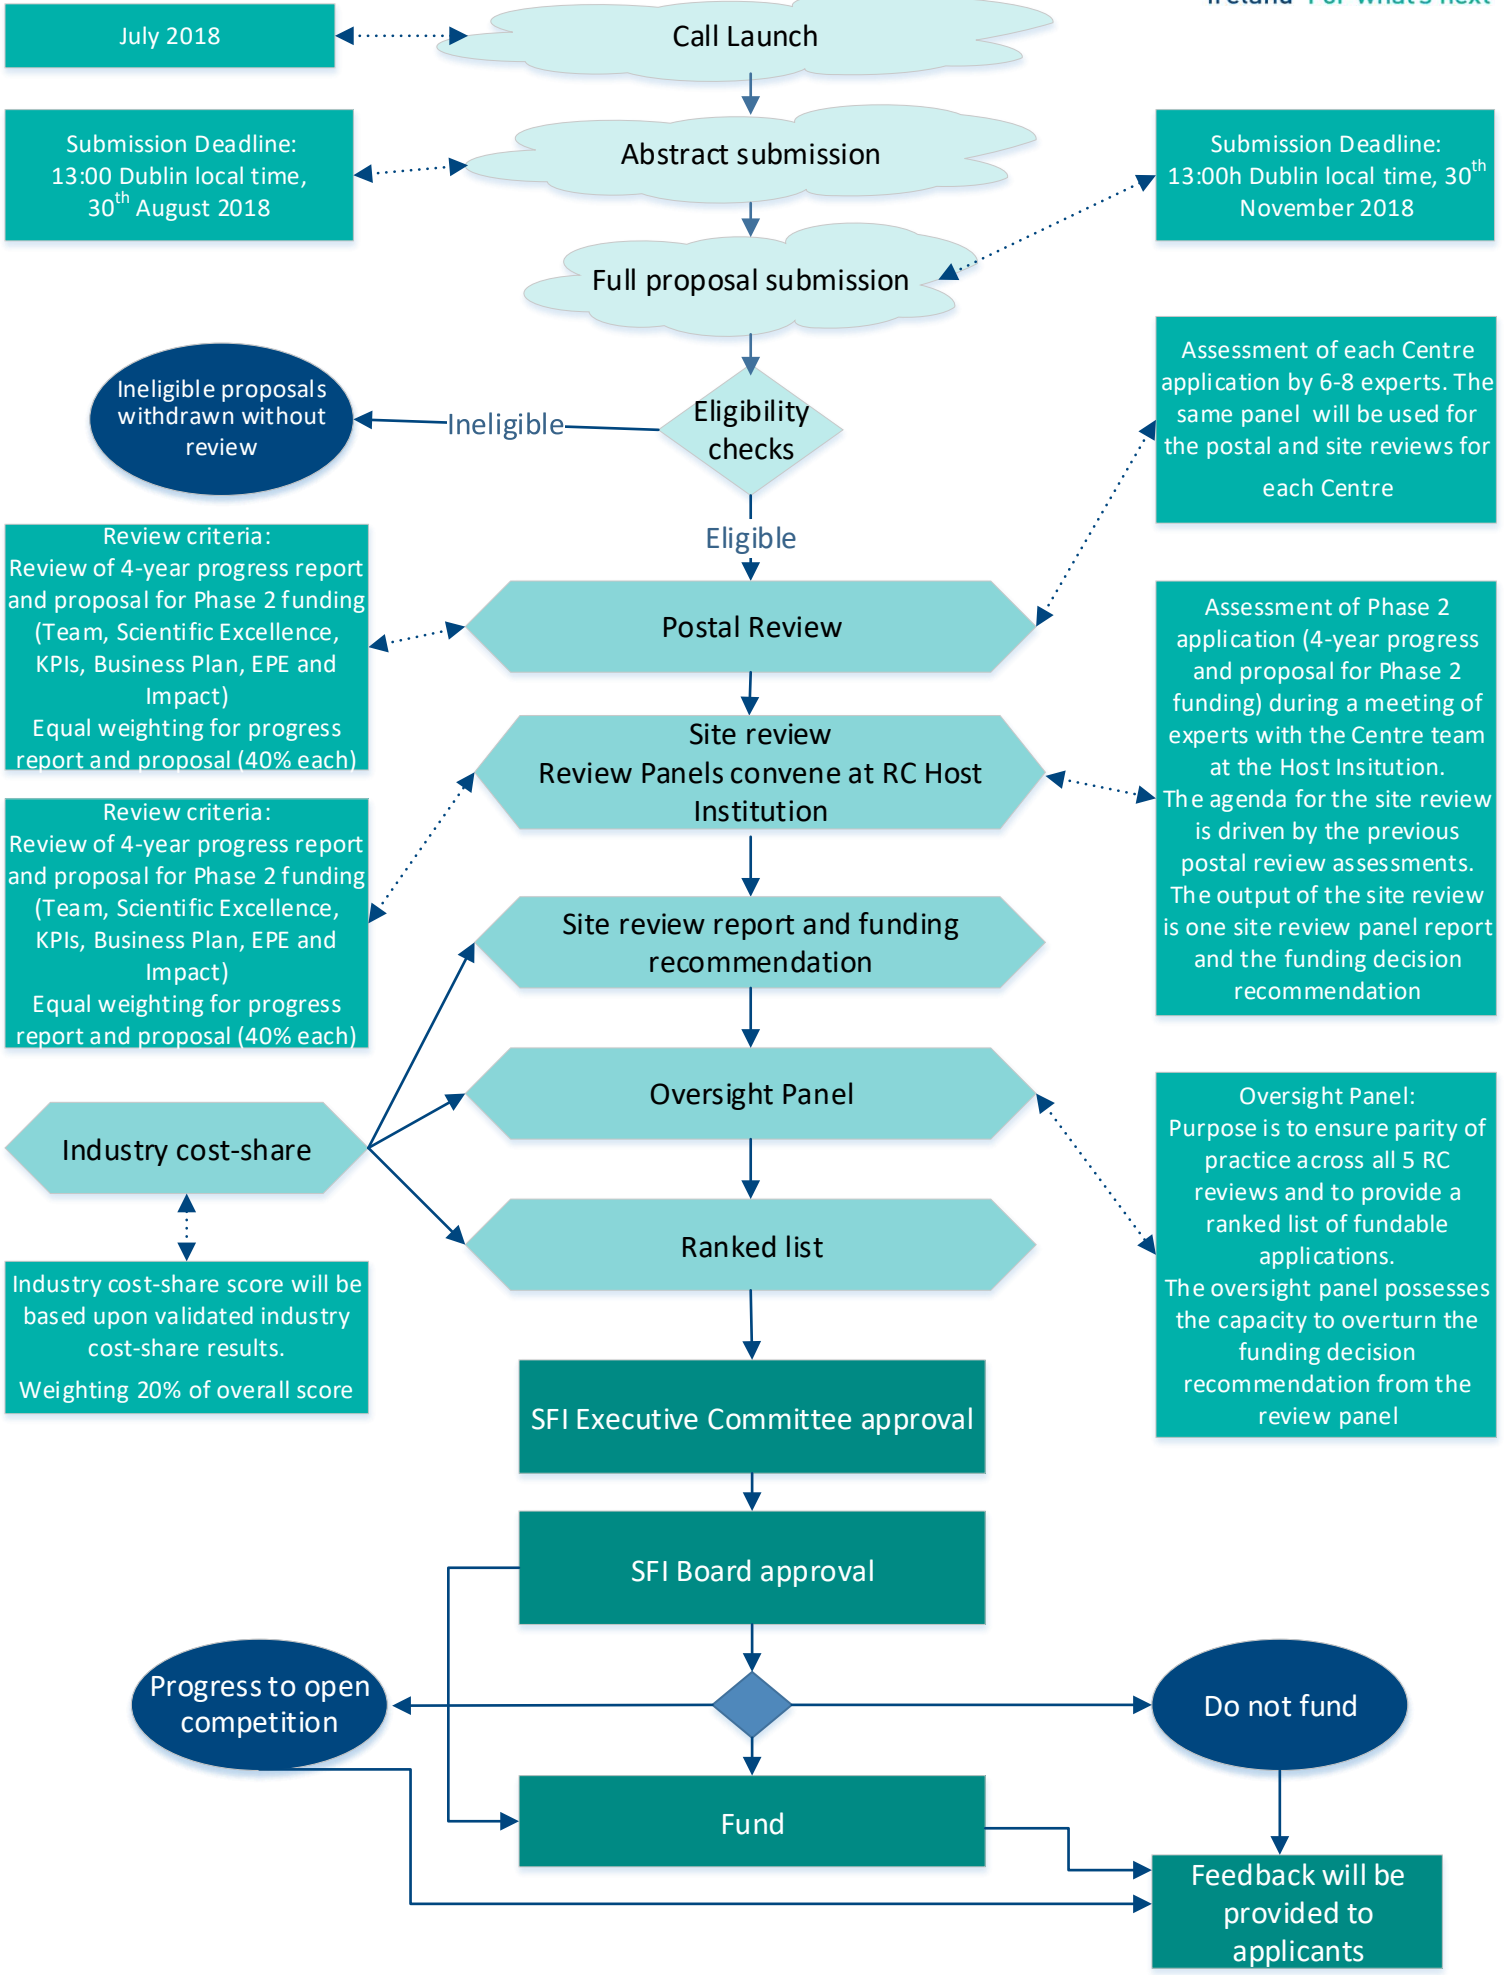 Ireland For what's next
July 2018
Call Launch
Submission Deadline:
13:00 Dublin local time,
30th August 2018
Abstract submission
Submission Deadline:
13:00h Dublin local time, 30th
November 2018
Full proposal submission
Ineligible proposals
withdrawn without
review
Ineligible
Eligibility
checks
Assessment of each Centre
application by 6-8 experts. The
same panel will be used for
the postal and site reviews for
each Centre
Eligible
Review criteria:
Review of 4-year progress report
and proposal for Phase 2 funding
(Team, Scientific Excellence,
KPIs, Business Plan, EPE and
Impact)
Equal weighting for progress
report and proposal (40% each)
Postal Review
Assessment of Phase 2
application (4-year progress
and proposal for Phase 2
funding) during a meeting of
experts with the Centre team
at the Host Insitution.
The agenda for the site review
is driven by the previous
postal review assessments.
The output of the site review
is one site review panel report
and the funding decision
recommendation
Site review
Review Panels convene at RC Host
Institution
Review criteria:
Review of 4-year progress report
and proposal for Phase 2 funding
(Team, Scientific Excellence,
KPIs, Business Plan, EPE and
Impact)
Equal weighting for progress
report and proposal (40% each)
Site review report and funding
recommendation
Oversight Panel
Oversight Panel:
Purpose is to ensure parity of
practice across all 5 RC
reviews and to provide a
ranked list of fundable
applications.
The oversight panel possesses
the capacity to overturn the
funding decision
recommendation from the
review panel
Industry cost-share
Ranked list
Industry cost-share score will be
based upon validated industry
cost-share results.
Weighting 20% of overall score
SFI Executive Committee approval
SFI Board approval
Progress to open
competition
Do not fund
Fund
Feedback will be
provided to
applicants